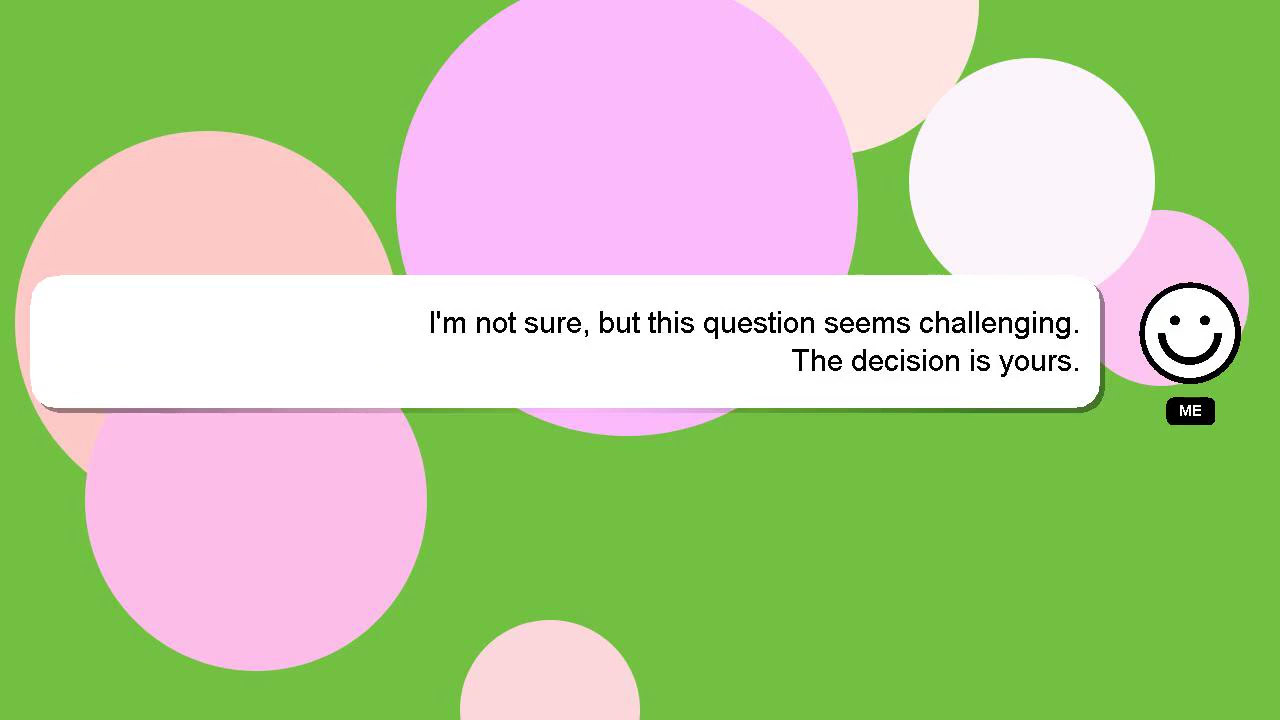 I'm not sure, but this question seems challenging.
The decision is yours.
ME